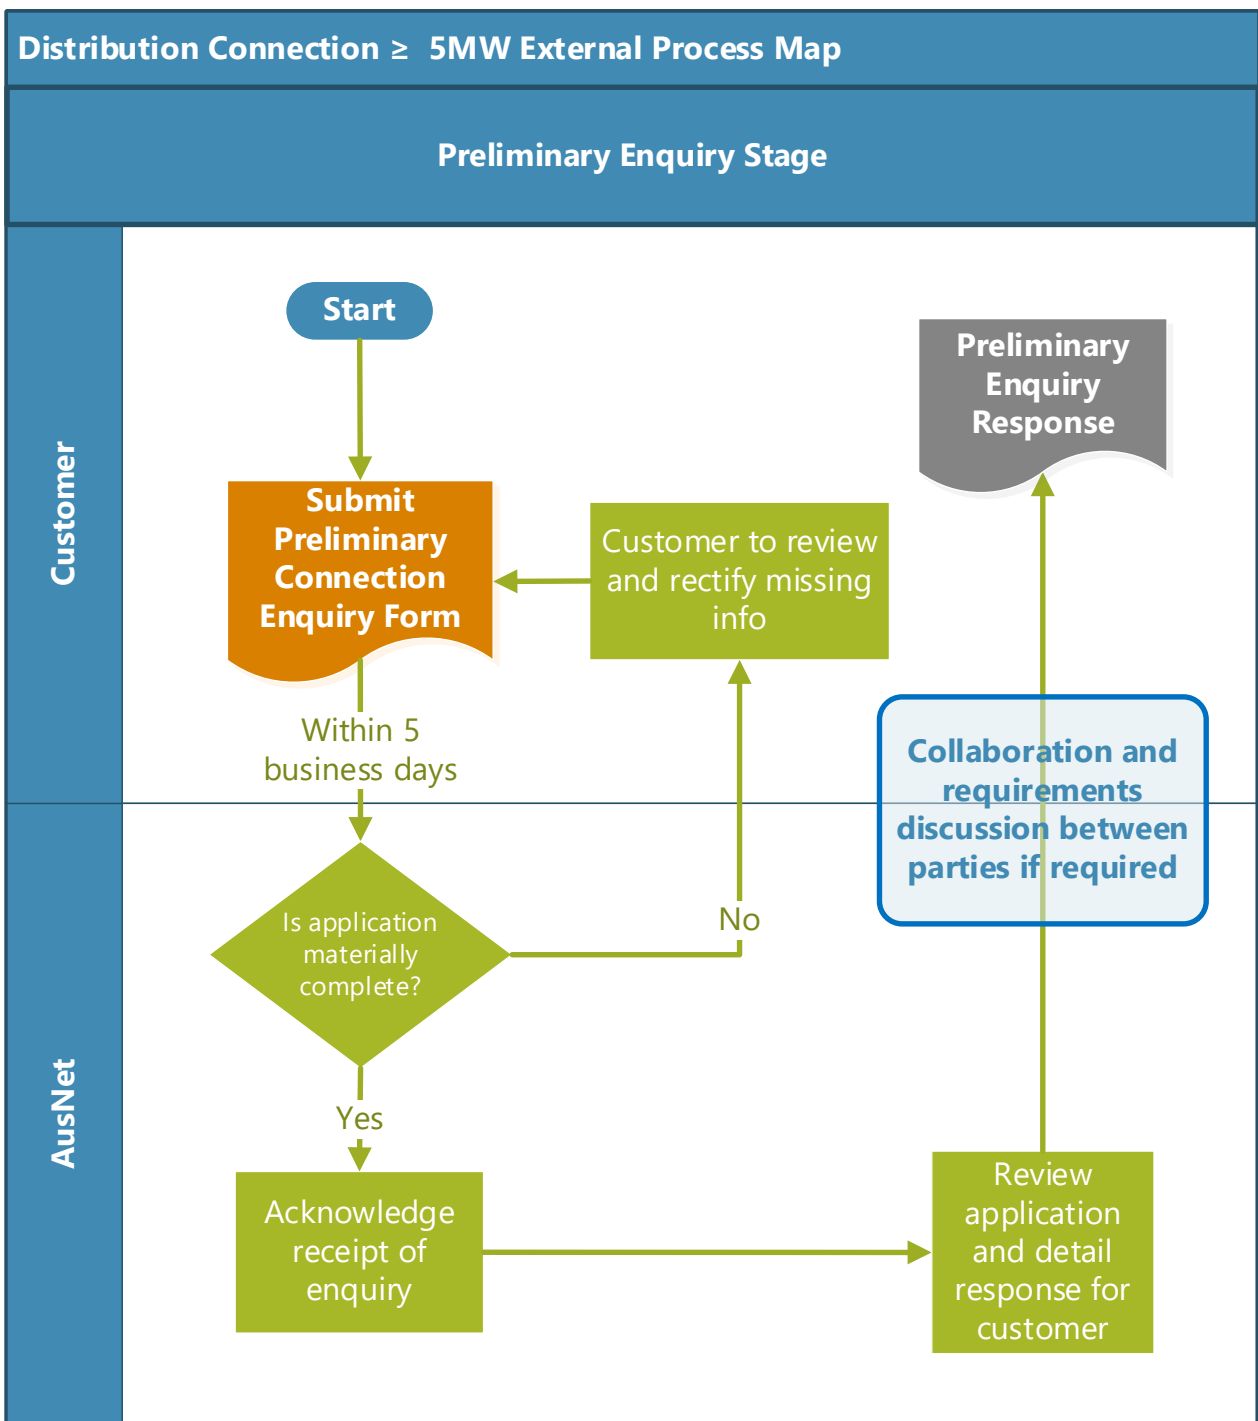 Distribution Connection ≥ 5MW External Process Map
Preliminary Enquiry Stage
Customer
Start
Submit
Preliminary
Connection
Enquiry Form
Customer to review
and rectify missing
info
Preliminary
Enquiry
Response
Within 5
business days
Collaboration and
requirements
discussion between
parties if required
AusNet
Is application
materially
complete?
No
Yes
Acknowledge
receipt of
enquiry
Review
application
and detail
response for
customer